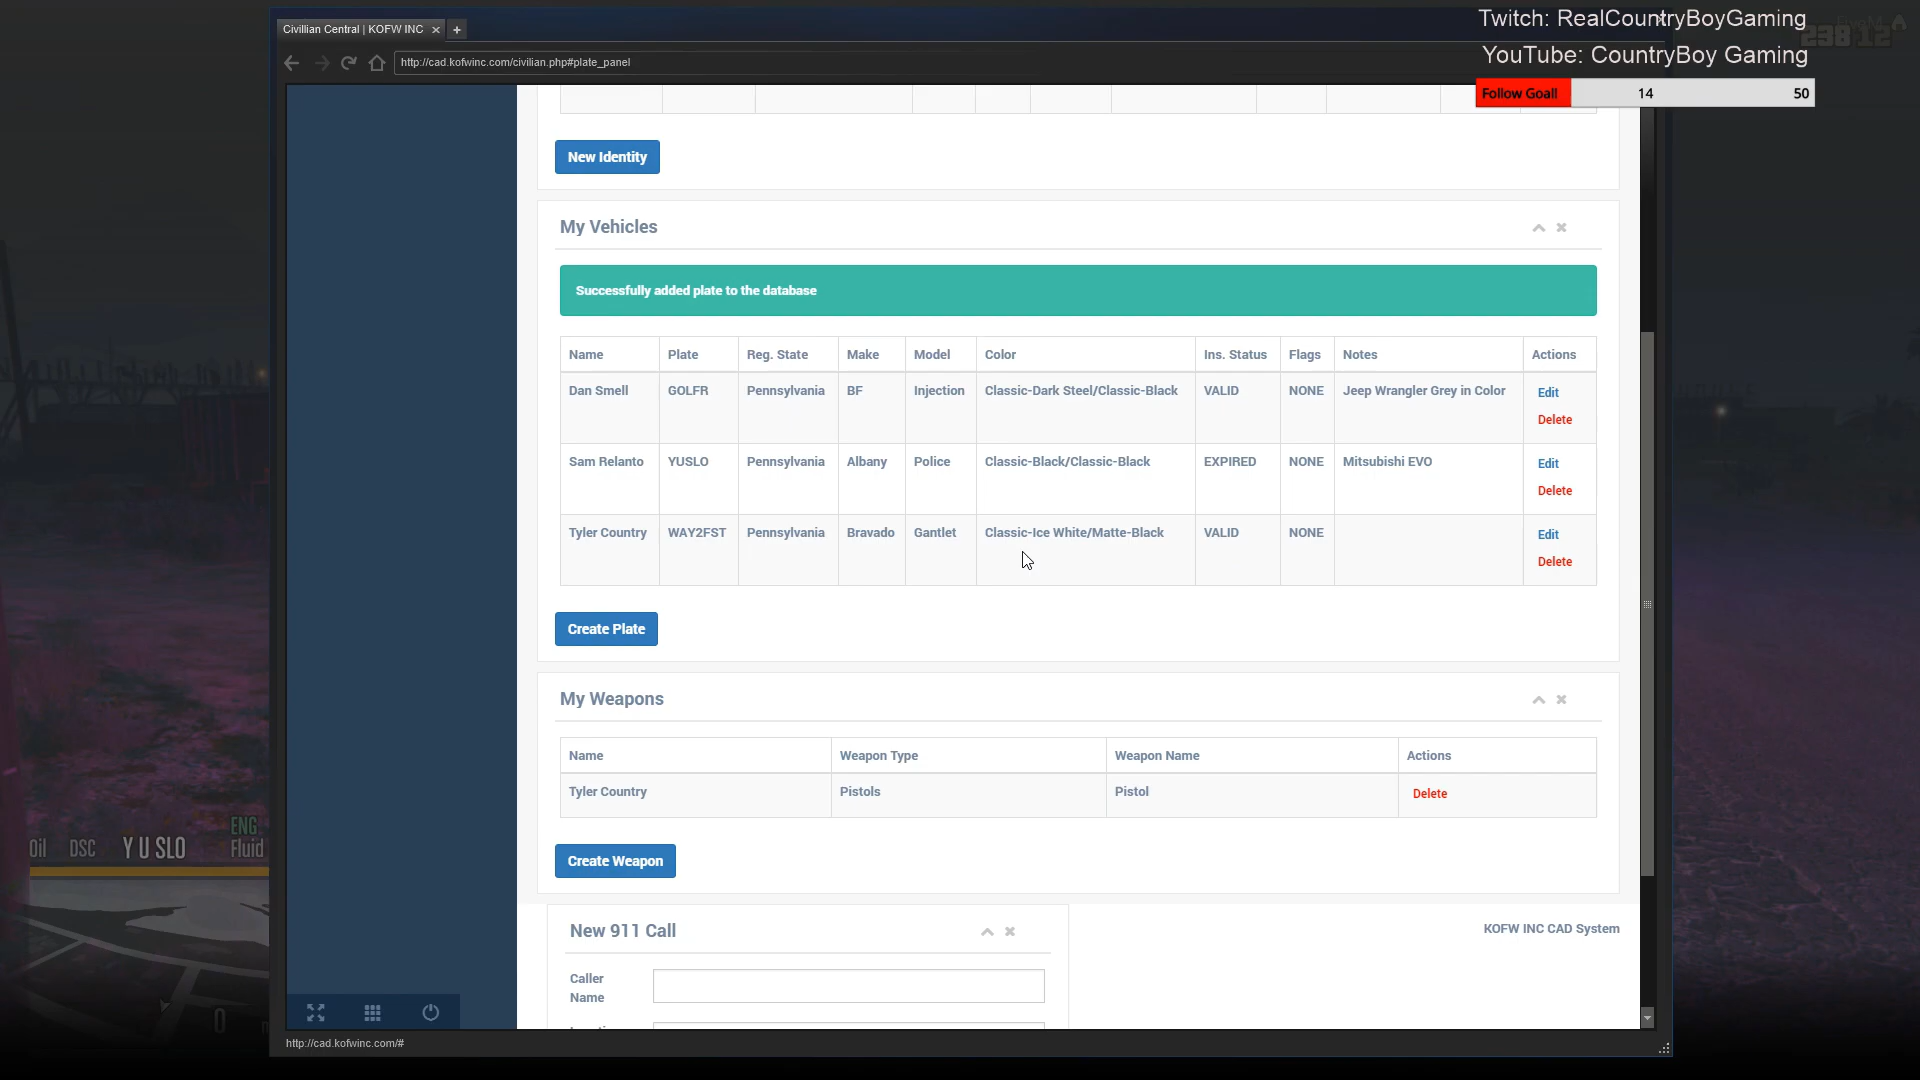 Twitch: RealCountryBoyGaming
YouTube: CountryBoy Gaming
Follow Goal! 14 50
Civillian Central | KOFW INC
http://cad.kofwinc.com/civilian.php#plate_panel
New Identity
My Vehicles
Successfully added plate to the database
Name Plate Reg. State Make Model Color Ins. Status Flags Notes Actions
Dan Smell GOLFR Pennsylvania BF Injection Classic-Dark Steel/Classic-Black VALID NONE Jeep Wrangler Grey in Color Edit
Delete
Sam Relanto YUSLO Pennsylvania Albany Police Classic-Black/Classic-Black EXPIRED NONE Mitsubishi EVO Edit
Delete
Tyler Country WAY2FST Pennsylvania Bravado Gantlet Classic-Ice White/Matte-Black VALID NONE Edit
Delete
Create Plate
My Weapons
Name Weapon Type Weapon Name Actions
Tyler Country Pistols Pistol Delete
Create Weapon
New 911 Call
KOFW INC CAD System
Caller
Name
Oil DSC Y U SLO ENG
Fluid
0
http://cad.kofwinc.com/#